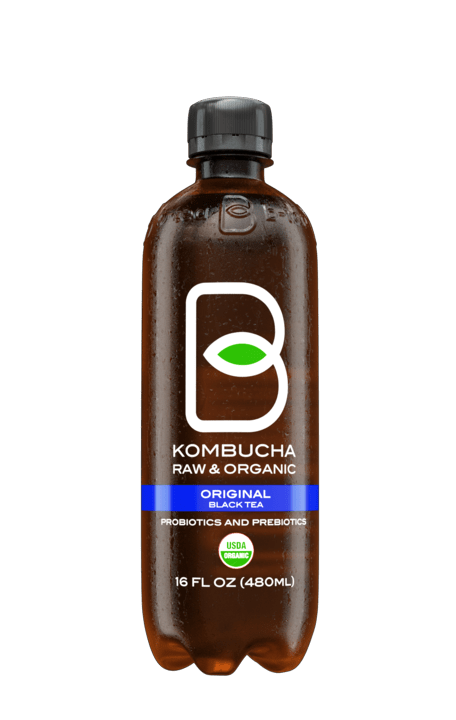 B
KOMBUCHA
RAW & ORGANIC
ORIGINAL
BLACK TEA
PROBIOTICS AND PREBIOTICS
USDA
ORGANIC
16 FL OZ (480ML)